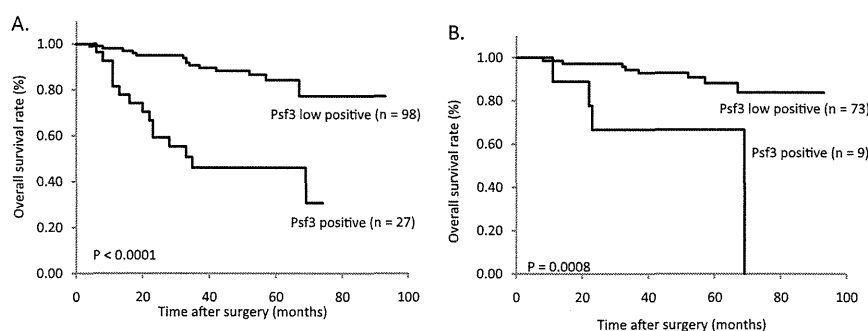 A.
Overall survival rate (%)
1.00
0.80
0.60
0.40
0.20
0.00
Psf3 low positive (n = 98)
Psf3 positive (n = 27)
P < 0.0001
0
20
40
60
80
100
Time after surgery (months)
B.
Overall survival rate (%)
1.00
0.80
0.60
0.40
0.20
0.00
Psf3 low positive (n = 73)
Psf3 positive (n = 9)
P = 0.0008
0
20
40
60
80
100
Time after surgery (months)